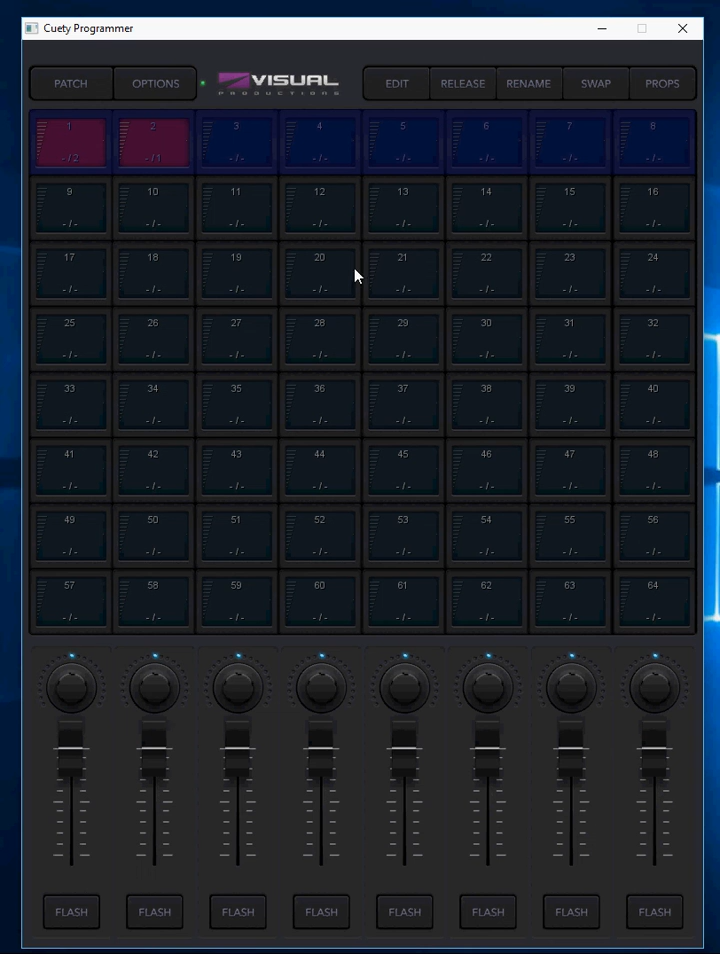 Cuety Programmer
PATCH OPTIONS VISUAL PRODUCTIONS EDIT RELEASE RENAME SWAP PROPS
1 2 3 4 5 6 7 8
- / 2 - / 1 - / - - / - - / - - / - - / - - / -
9 10 11 12 13 14 15 16
- / - - / - - / - - / - - / - - / - - / - - / -
17 18 19 20 21 22 23 24
- / - - / - - / - - / - - / - - / - - / - - / -
25 26 27 28 29 30 31 32
- / - - / - - / - - / - - / - - / - - / - - / -
33 34 35 36 37 38 39 40
- / - - / - - / - - / - - / - - / - - / - - / -
41 42 43 44 45 46 47 48
- / - - / - - / - - / - - / - - / - - / - - / -
49 50 51 52 53 54 55 56
- / - - / - - / - - / - - / - - / - - / - - / -
57 58 59 60 61 62 63 64
- / - - / - - / - - / - - / - - / - - / - - / -
FLASH FLASH FLASH FLASH FLASH FLASH FLASH FLASH